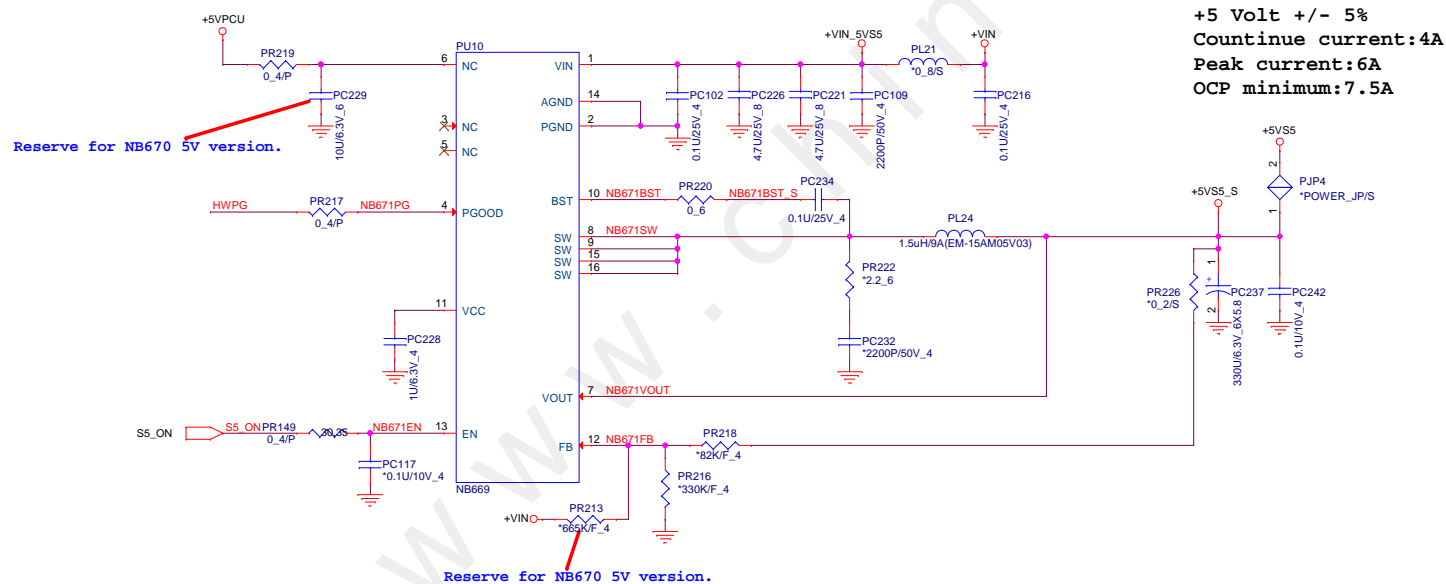 +5 Volt +/- 5%
Countinue current:4A
Peak current:6A
OCP minimum:7.5A
+5VPCU
PR219
0_4/P
PC229
10U/6.3V_6
Reserve for NB670 5V version.
HWPG
PR217
0_4/P
NB671PG
PC228
1U/6.3V_4
S5_ON
S5_ON
PR149
0_4/P
30,35
NB671EN
PC117
*0.1U/10V_4
PU10
6 NC
3 NC
5 NC
4 PGOOD
11 VCC
13 EN
VIN 1
AGND 14
PGND 2
BST 10
SW 8
SW 9
SW 15
SW 16
VOUT 7
FB 12
NB669
+VIN_5VS5
PL21
*0_8/S
+VIN
PC102
0.1U/25V_4
PC226
4.7U/25V_8
PC221
4.7U/25V_8
PC109
2200P/50V_4
PC216
0.1U/25V_4
NB671BST
PR220
0_6
NB671BST_S
PC234
0.1U/25V_4
NB671SW
PL24
1.5uH/9A(EM-15AM05V03)
PR222
*2.2_6
PC232
*2200P/50V_4
+5VS5
2
PJP4
*POWER_JP/S
1
+5VS5_S
PR226
*0_2/S
1
+
PC237
2
330U/6.3V_6X5.8
PC242
0.1U/10V_4
NB671VOUT
NB671FB
PR218
*82K/F_4
PR216
*330K/F_4
+VIN
PR213
*665K/F_4
Reserve for NB670 5V version.
www.chin